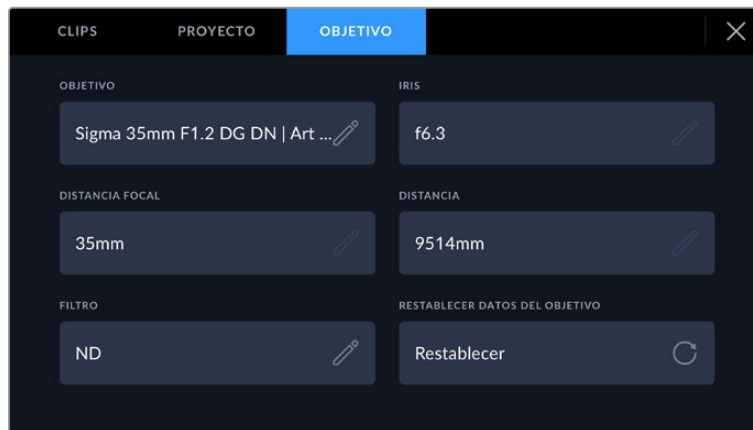 CLIPS PROYECTO OBJETIVO
OBJETIVO IRIS
Sigma 35mm F1.2 DG DN | Art ... f6.3
DISTANCIA FOCAL DISTANCIA
35mm 9514mm
FILTRO RESTABLECER DATOS DEL OBJETIVO
ND Restablecer